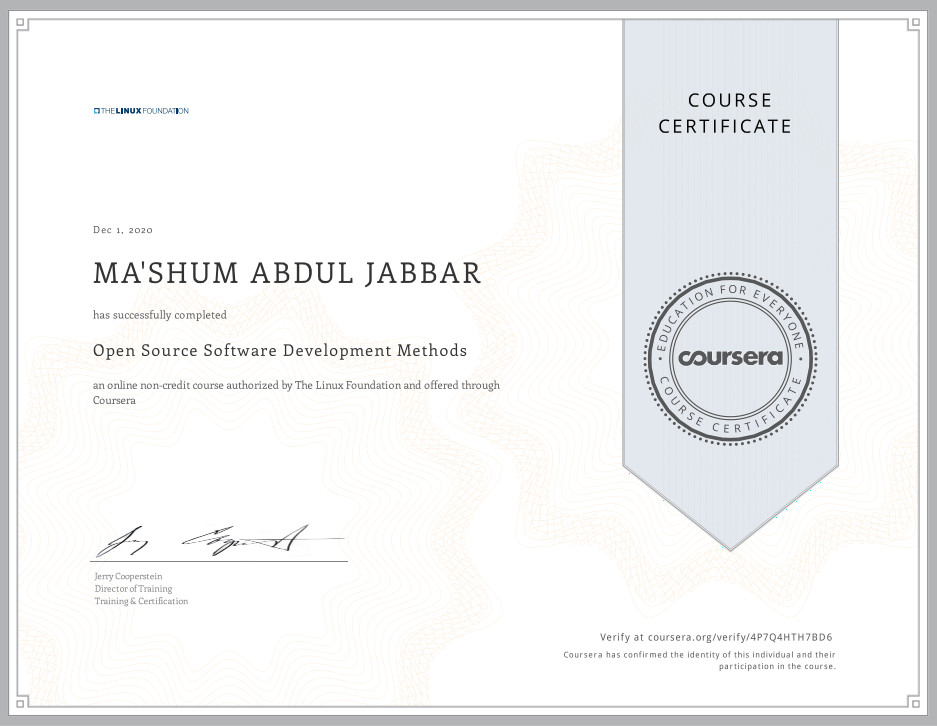 THE LINUX FOUNDATION
COURSE
CERTIFICATE
Dec 1, 2020
MA'SHUM ABDUL JABBAR
has successfully completed
Open Source Software Development Methods
an online non-credit course authorized by The Linux Foundation and offered through
Coursera
EDUCATION FOR EVERYONE
coursera
COURSE CERTIFICATE
Jerry Cooperstein
Director of Training
Training & Certification
Verify at coursera.org/verify/4P7Q4HTH7BD6
Coursera has confirmed the identity of this individual and their
participation in the course.